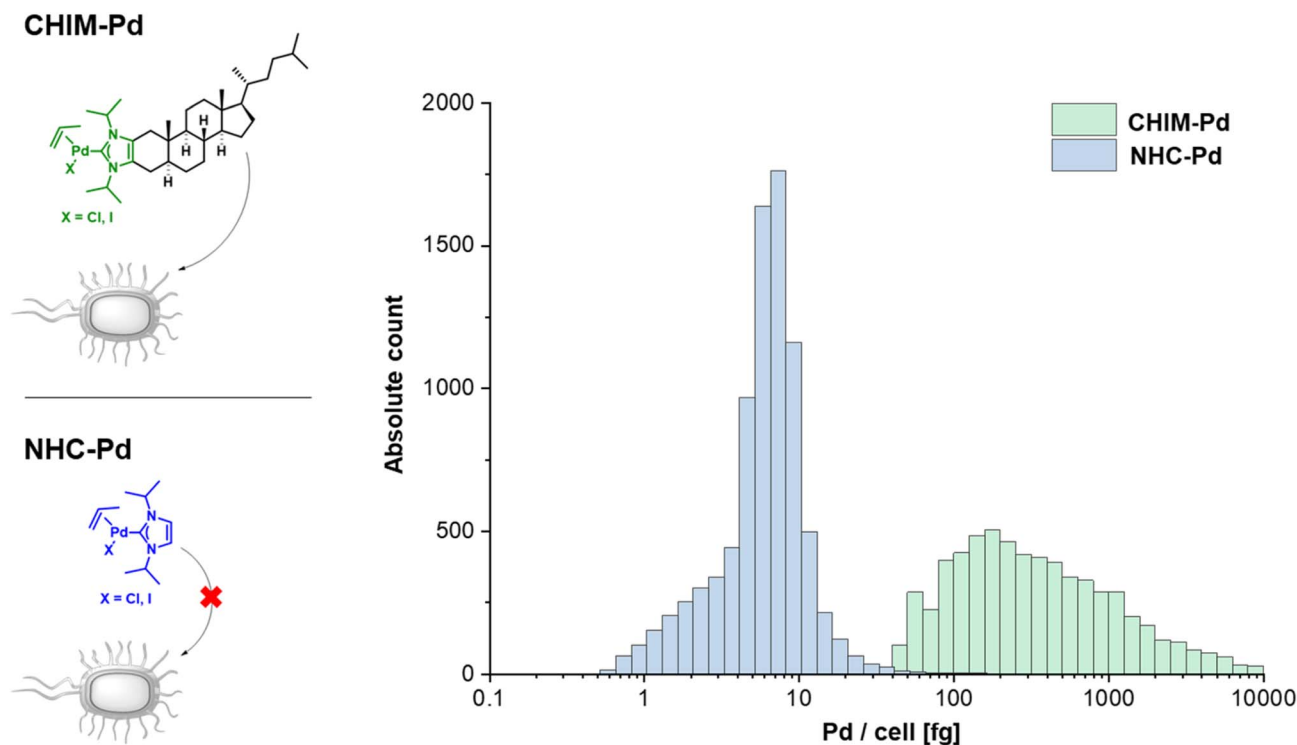 CHIM-Pd
N
Pd
X
N
H
H
H
H
X = Cl, I
NHC-Pd
N
Pd
X
N
X = Cl, I
CHIM-Pd
NHC-Pd
Absolute count
2000
1500
1000
500
0
0.1
1
10
100
1000
10000
Pd / cell [fg]